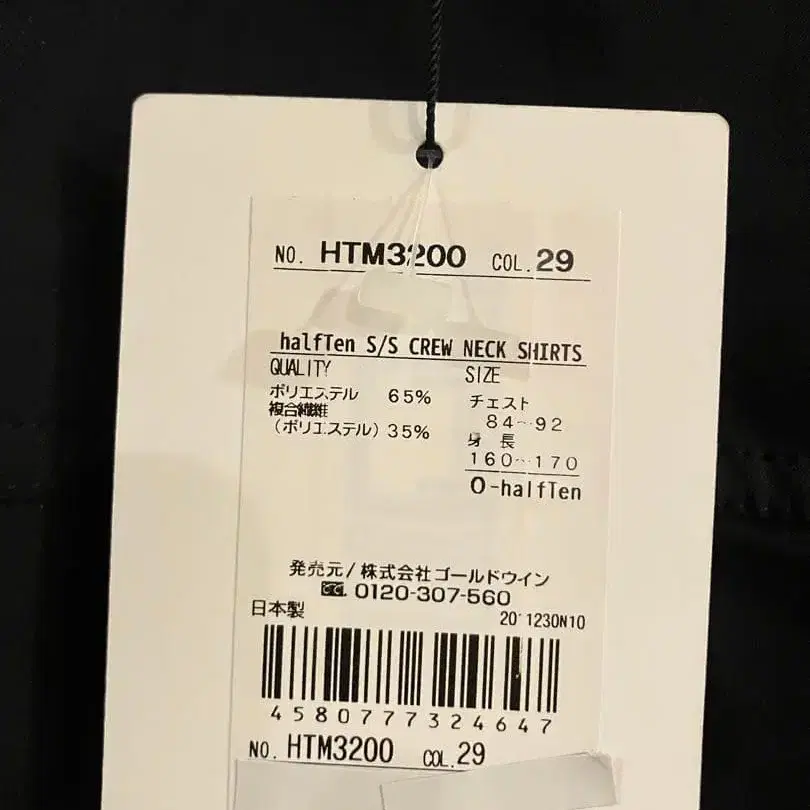 NO. HTM3200 COL. 29
halfTen S/S CREW NECK SHIRTS
QUALITY SIZE
ポリエステル 65% チェスト
複合繊維 84~92
(ポリエステル) 35% 身 長
160~170
O-halfTen
発売元/株式会社ゴールドウイン
CC. 0120-307-560
日本製 20'1230N10
4580777324647
NO. HTM3200 COL. 29